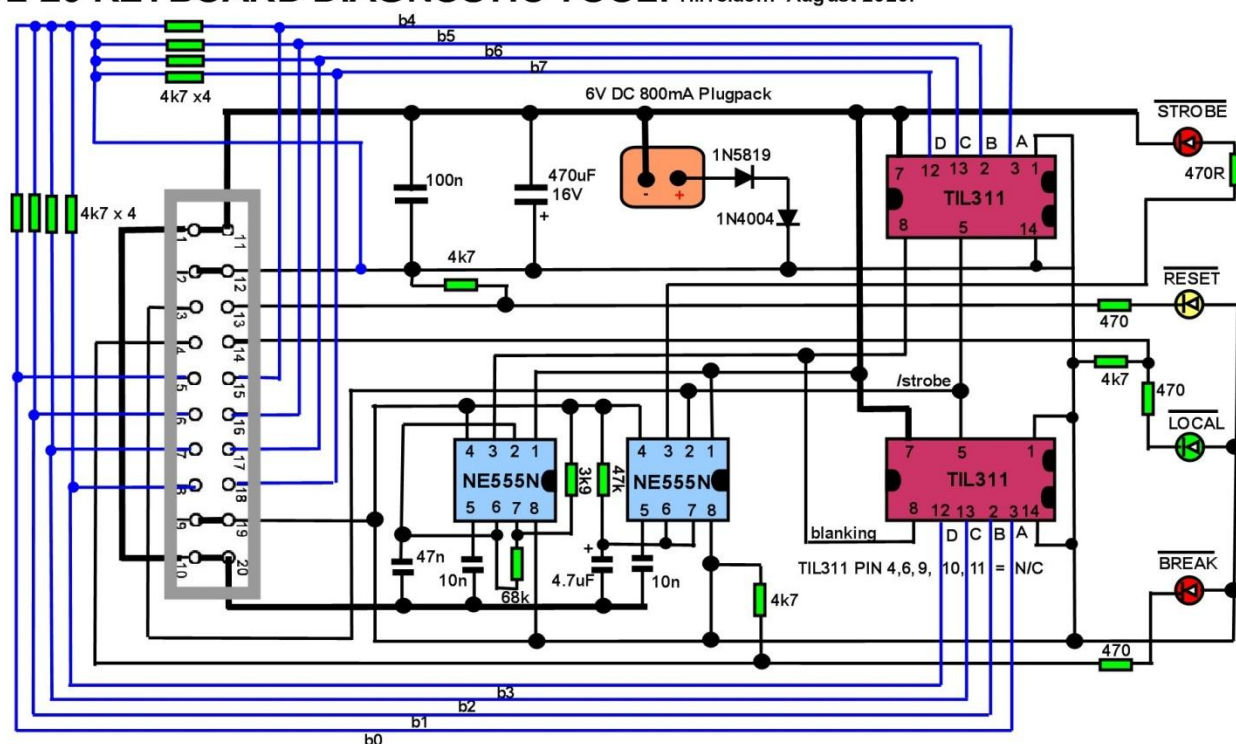 KEYBOARD DIAGNOSTIC TOOL.
August
b4
b5
b6
b7
4k7 x4
6V DC 800mA Plugpack
STROBE
470R
100n
470uF
16V
+
- +
1N5819
1N4004
7 12 D 13 C 2 B 3 A 1
TIL311
8 5 14
4k7 x 4
1 11
2 12
3 13
4 14
5 15
6 16
7 17
8 18
9 19
10 20
4k7
RESET
470
4k7
470
/strobe
LOCAL
4 3 2 1
NE555N
5 6 7 8
3k9
47k
4 3 2 1
NE555N
5 6 7 8
7 5 1
TIL311
8 12 13 2 3 14
D C B A
blanking
47n
10n
68k
+
4.7uF
10n
4k7
TIL311 PIN 4,6, 9, 10, 11 = N/C
BREAK
470
b3
b2
b1
b0